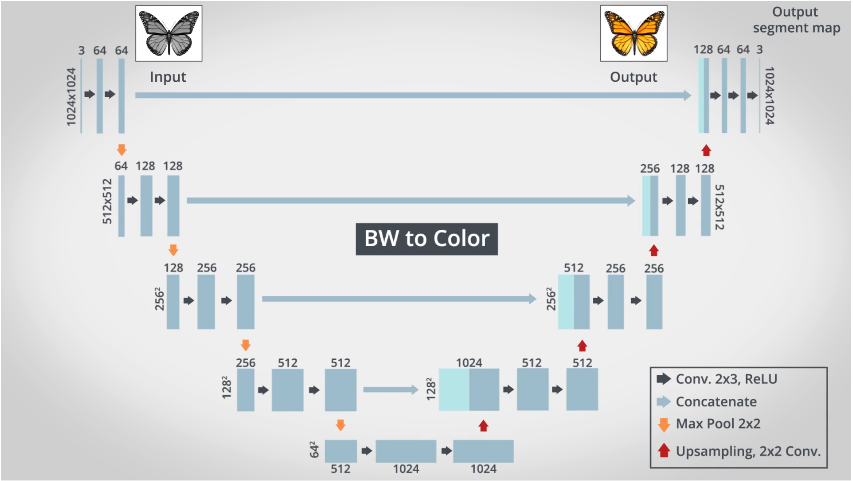 Input
Output
Output
segment map
3 64 64
1024x1024
128 64 64 3
1024x1024
64 128 128
512x512
256 128 128
512x512
BW to Color
128 256 256
256²
512 256 256
256²
256 512 512
128²
1024 512 512
128²
64²
512 1024 1024
Conv. 2x3, ReLU
Concatenate
Max Pool 2x2
Upsampling, 2x2 Conv.